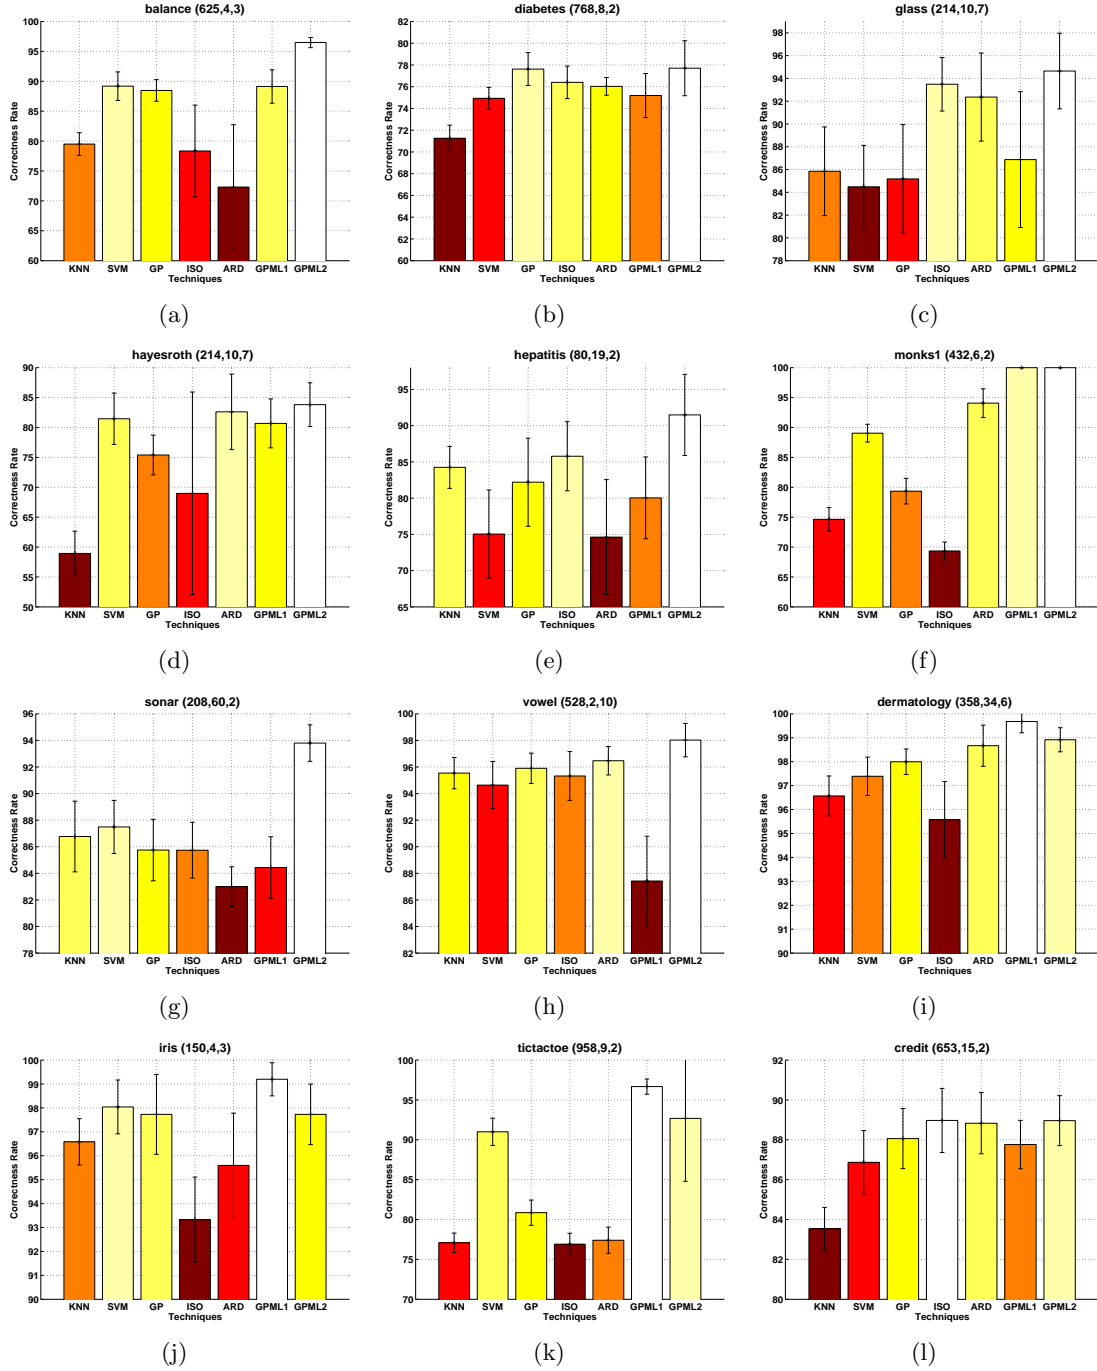 balance (625,4,3)
100
95
90
85
80
75
70
65
60
Correctness Rate
KNN SVM GP ISO ARD GPML1 GPML2
Techniques
(a)
diabetes (768,8,2)
82
80
78
76
74
72
70
68
66
64
62
60
Correctness Rate
KNN SVM GP ISO ARD GPML1 GPML2
Techniques
(b)
glass (214,10,7)
98
96
94
92
90
88
86
84
82
80
78
Correctness Rate
KNN SVM GP ISO ARD GPML1 GPML2
Techniques
(c)
hayesroth (214,10,7)
90
85
80
75
70
65
60
55
50
Correctness Rate
KNN SVM GP ISO ARD GPML1 GPML2
Techniques
(d)
hepatitis (80,19,2)
95
90
85
80
75
70
65
Correctness Rate
KNN SVM GP ISO ARD GPML1 GPML2
Techniques
(e)
monks1 (432,6,2)
100
95
90
85
80
75
70
65
60
Correctness Rate
KNN SVM GP ISO ARD GPML1 GPML2
Techniques
(f)
sonar (208,60,2)
96
94
92
90
88
86
84
82
80
78
Correctness Rate
KNN SVM GP ISO ARD GPML1 GPML2
Techniques
(g)
vowel (528,2,10)
100
98
96
94
92
90
88
86
84
82
Correctness Rate
KNN SVM GP ISO ARD GPML1 GPML2
Techniques
(h)
dermatology (358,34,6)
100
99
98
97
96
95
94
93
92
91
90
Correctness Rate
KNN SVM GP ISO ARD GPML1 GPML2
Techniques
(i)
iris (150,4,3)
100
99
98
97
96
95
94
93
92
91
90
Correctness Rate
KNN SVM GP ISO ARD GPML1 GPML2
Techniques
(j)
tictactoe (958,9,2)
100
95
90
85
80
75
70
Correctness Rate
KNN SVM GP ISO ARD GPML1 GPML2
Techniques
(k)
credit (653,15,2)
92
90
88
86
84
82
80
Correctness Rate
KNN SVM GP ISO ARD GPML1 GPML2
Techniques
(l)